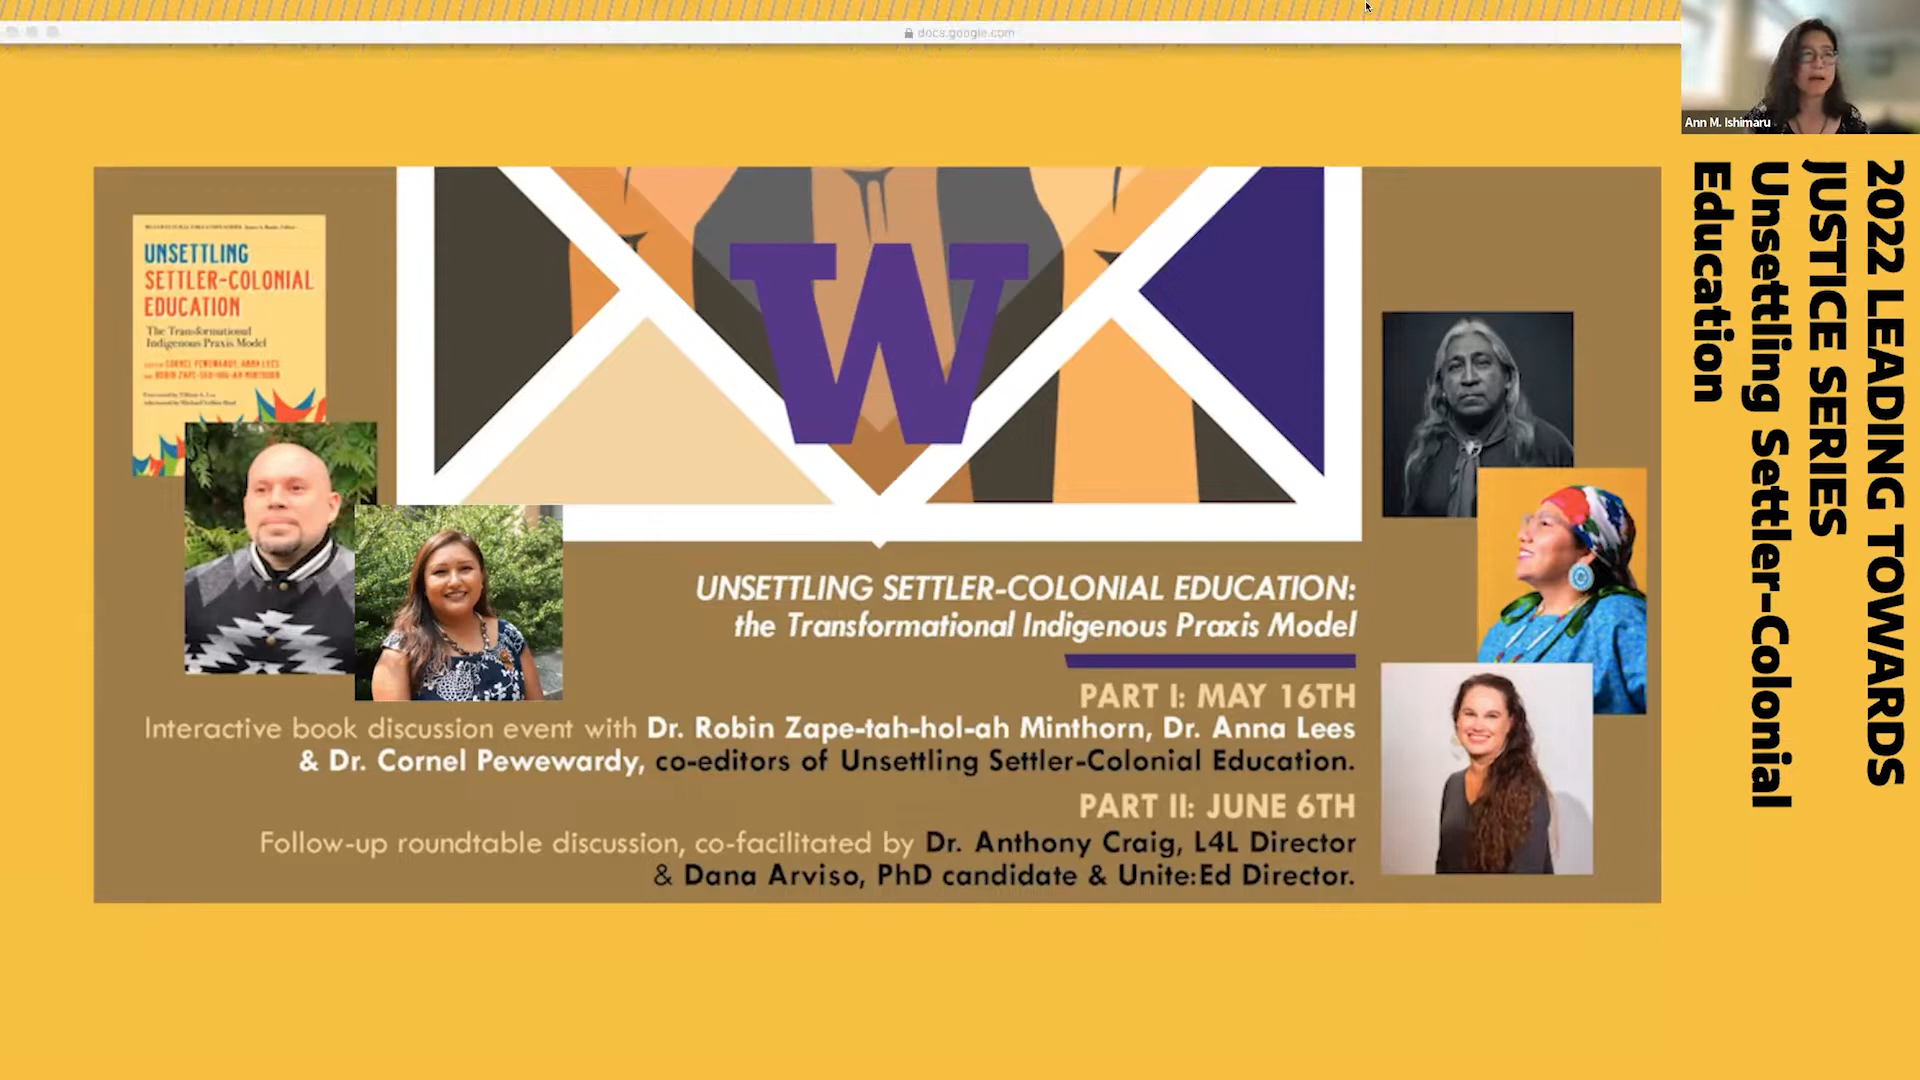 docs.google.com
Ann M. Ishimaru
2022 LEADING TOWARDS
JUSTICE SERIES
Unsettling Settler-Colonial
Education
UNSETTLING
SETTLER-COLONIAL
EDUCATION
The Transformational
Indigenous Praxis Model
W
UNSETTLING SETTLER-COLONIAL EDUCATION:
the Transformational Indigenous Praxis Model
PART I: MAY 16TH
Interactive book discussion event with Dr. Robin Zape-tah-hol-ah Minthorn, Dr. Anna Lees
& Dr. Cornel Pewewardy, co-editors of Unsettling Settler-Colonial Education.
PART II: JUNE 6TH
Follow-up roundtable discussion, co-facilitated by Dr. Anthony Craig, L4L Director
& Dana Arviso, PhD candidate & Unite:Ed Director.